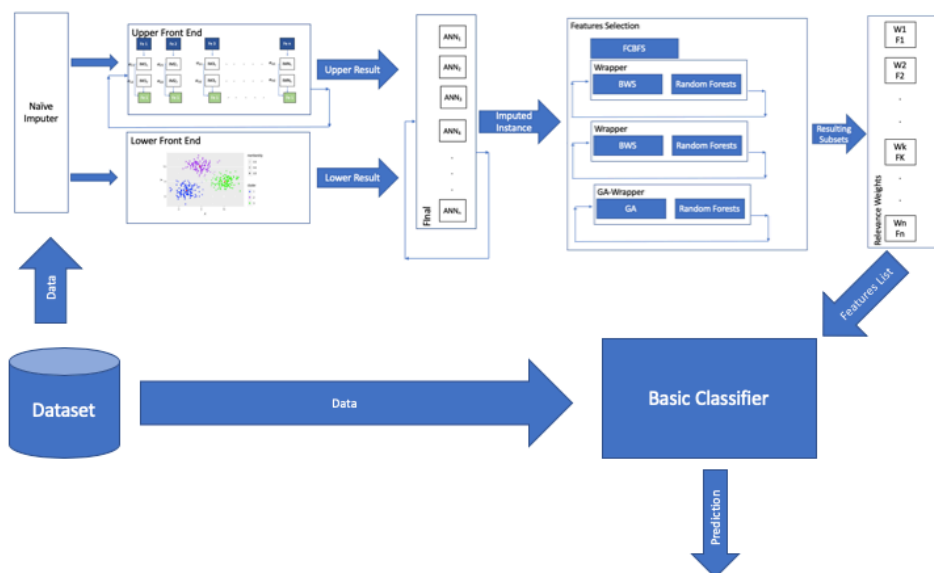 Upper Front End
Naïve
Imputer
Upper Result
Lower Front End
Lower Result
ANN₁
ANN₂
ANN₃
ANN₄
ANNₙ
Final
Imputed
Instance
Features Selection
FCBFS
Wrapper
BWS
Random Forests
Wrapper
BWS
Random Forests
GA-Wrapper
GA
Random Forests
Resulting
Subsets
W1
F1
W2
F2
Wk
FK
Wn
Fn
Relevance Weights
Data
Features List
Dataset
Data
Basic Classifier
Prediction